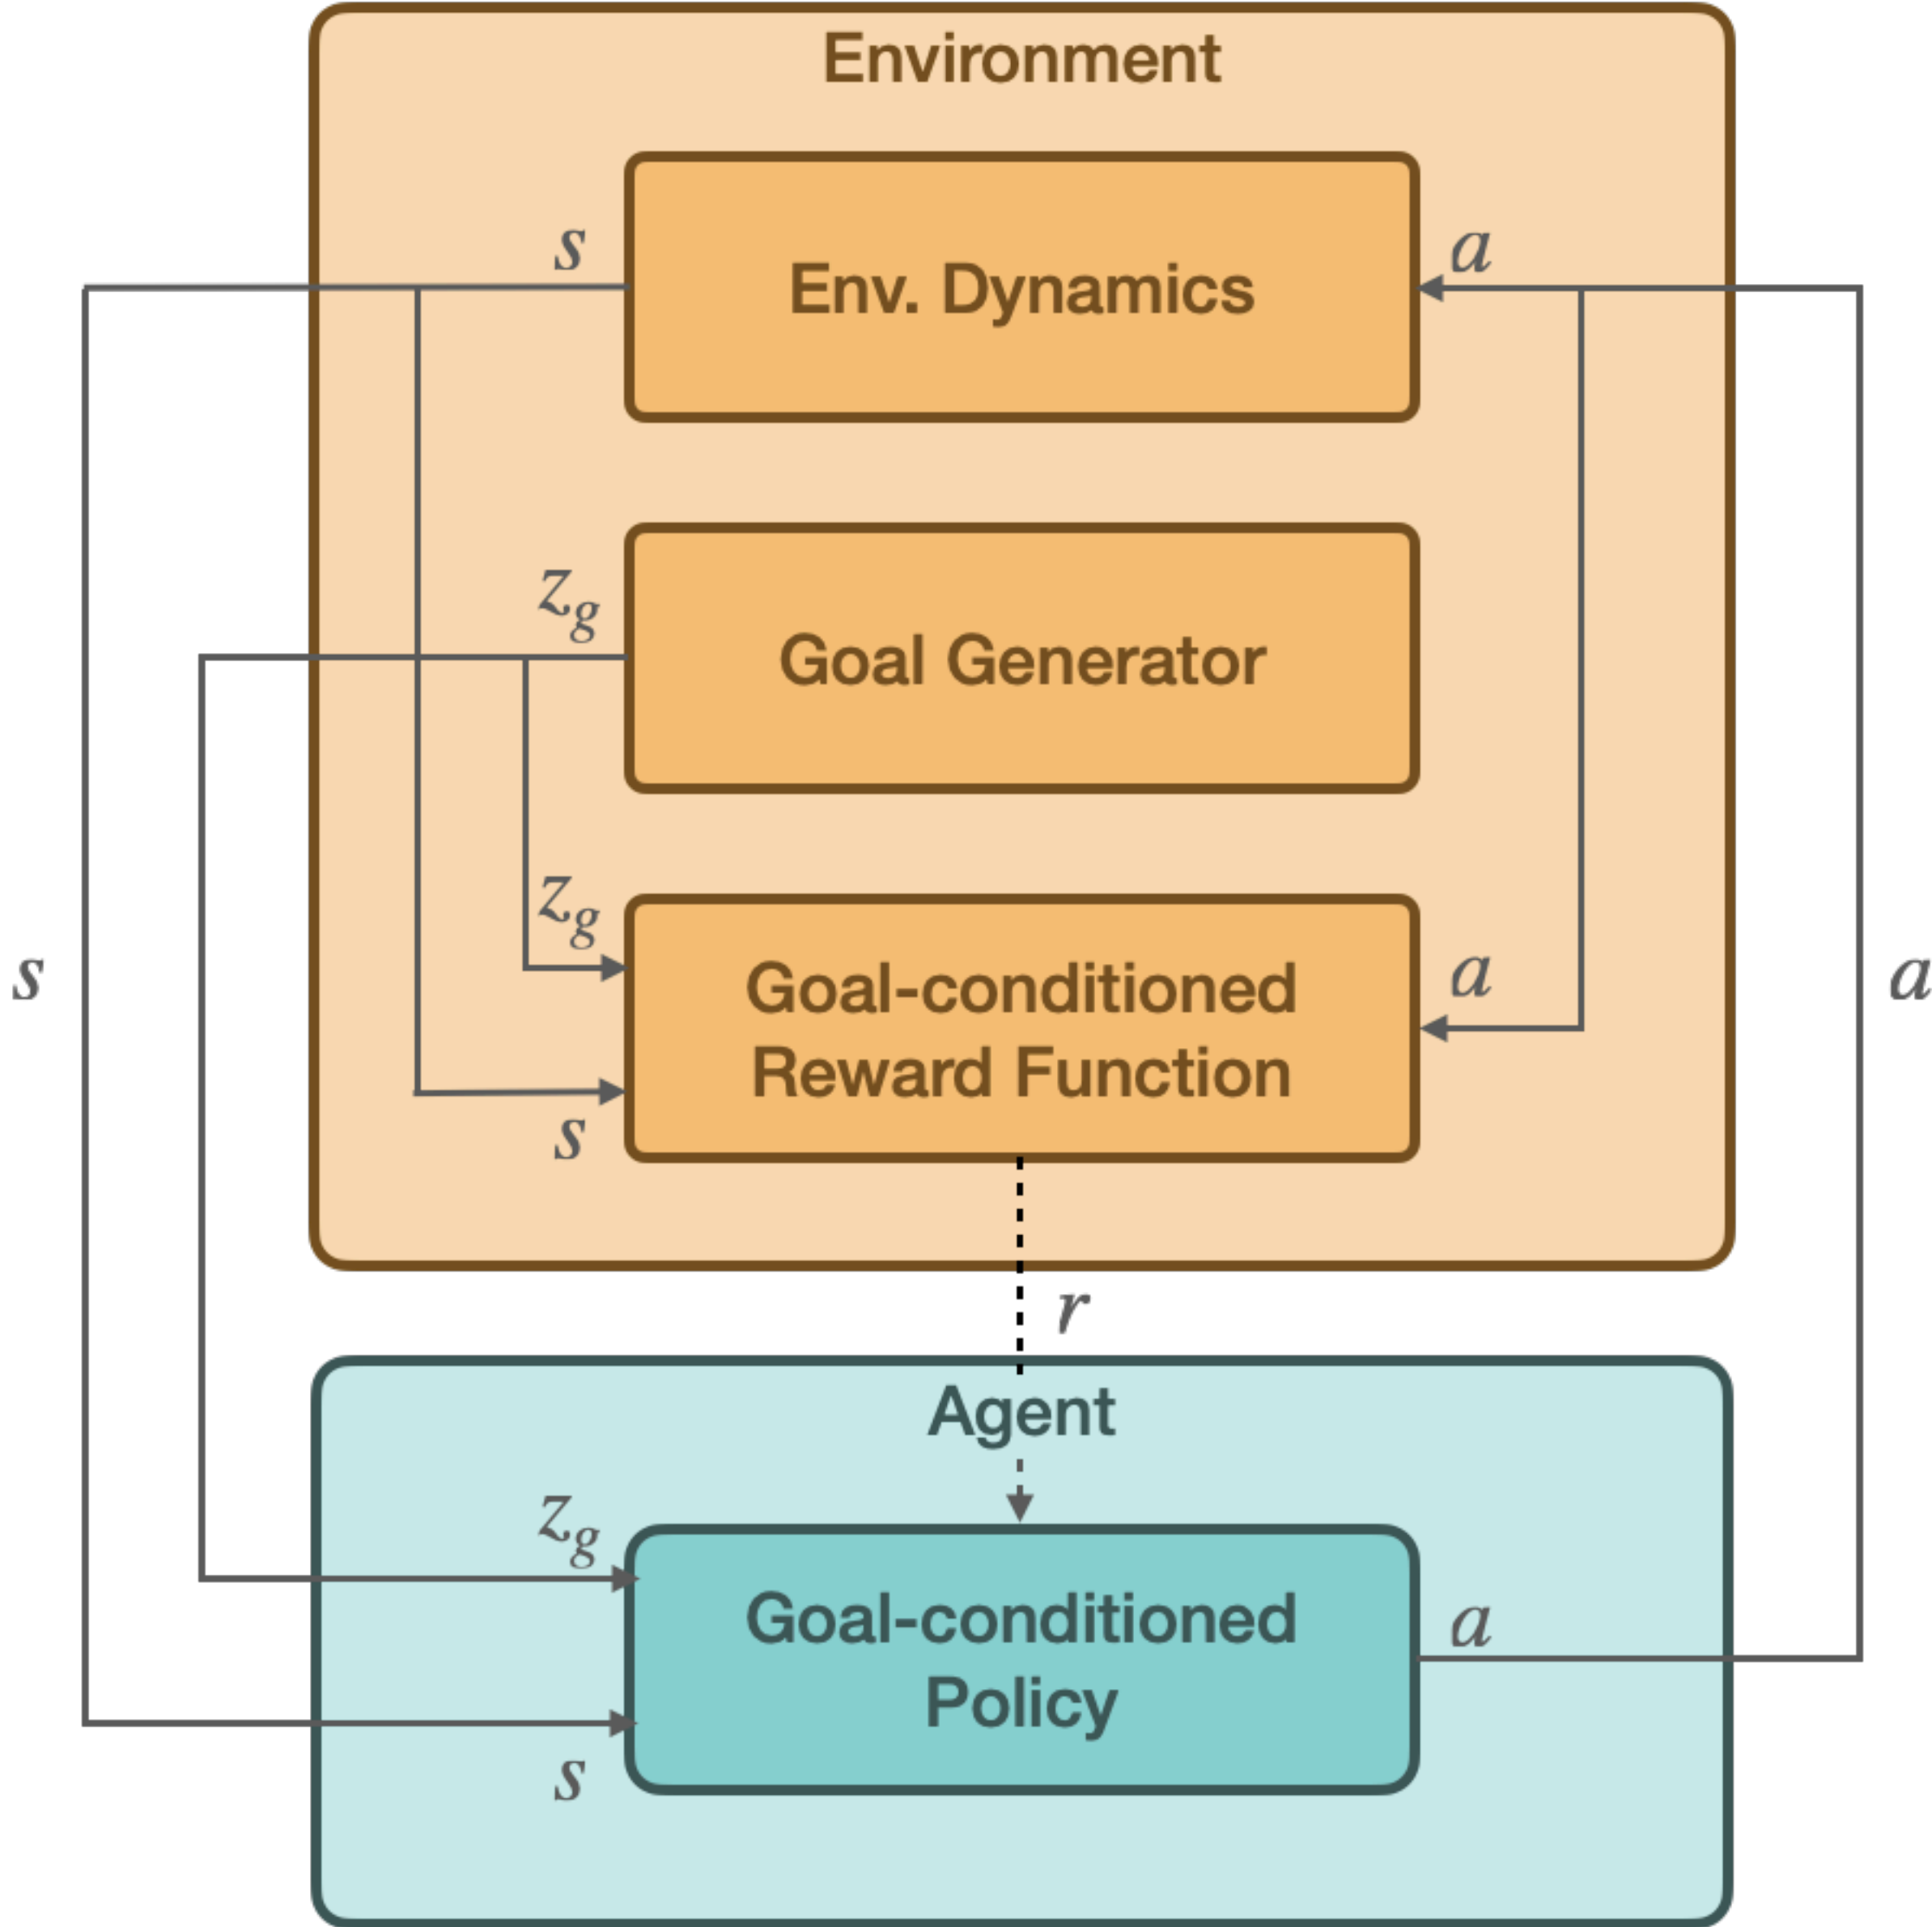 Environment
s
Env. Dynamics
a
z_g
Goal Generator
z_g
Goal-conditioned
Reward Function
a
s
s
a
r
Agent
z_g
Goal-conditioned
Policy
a
s